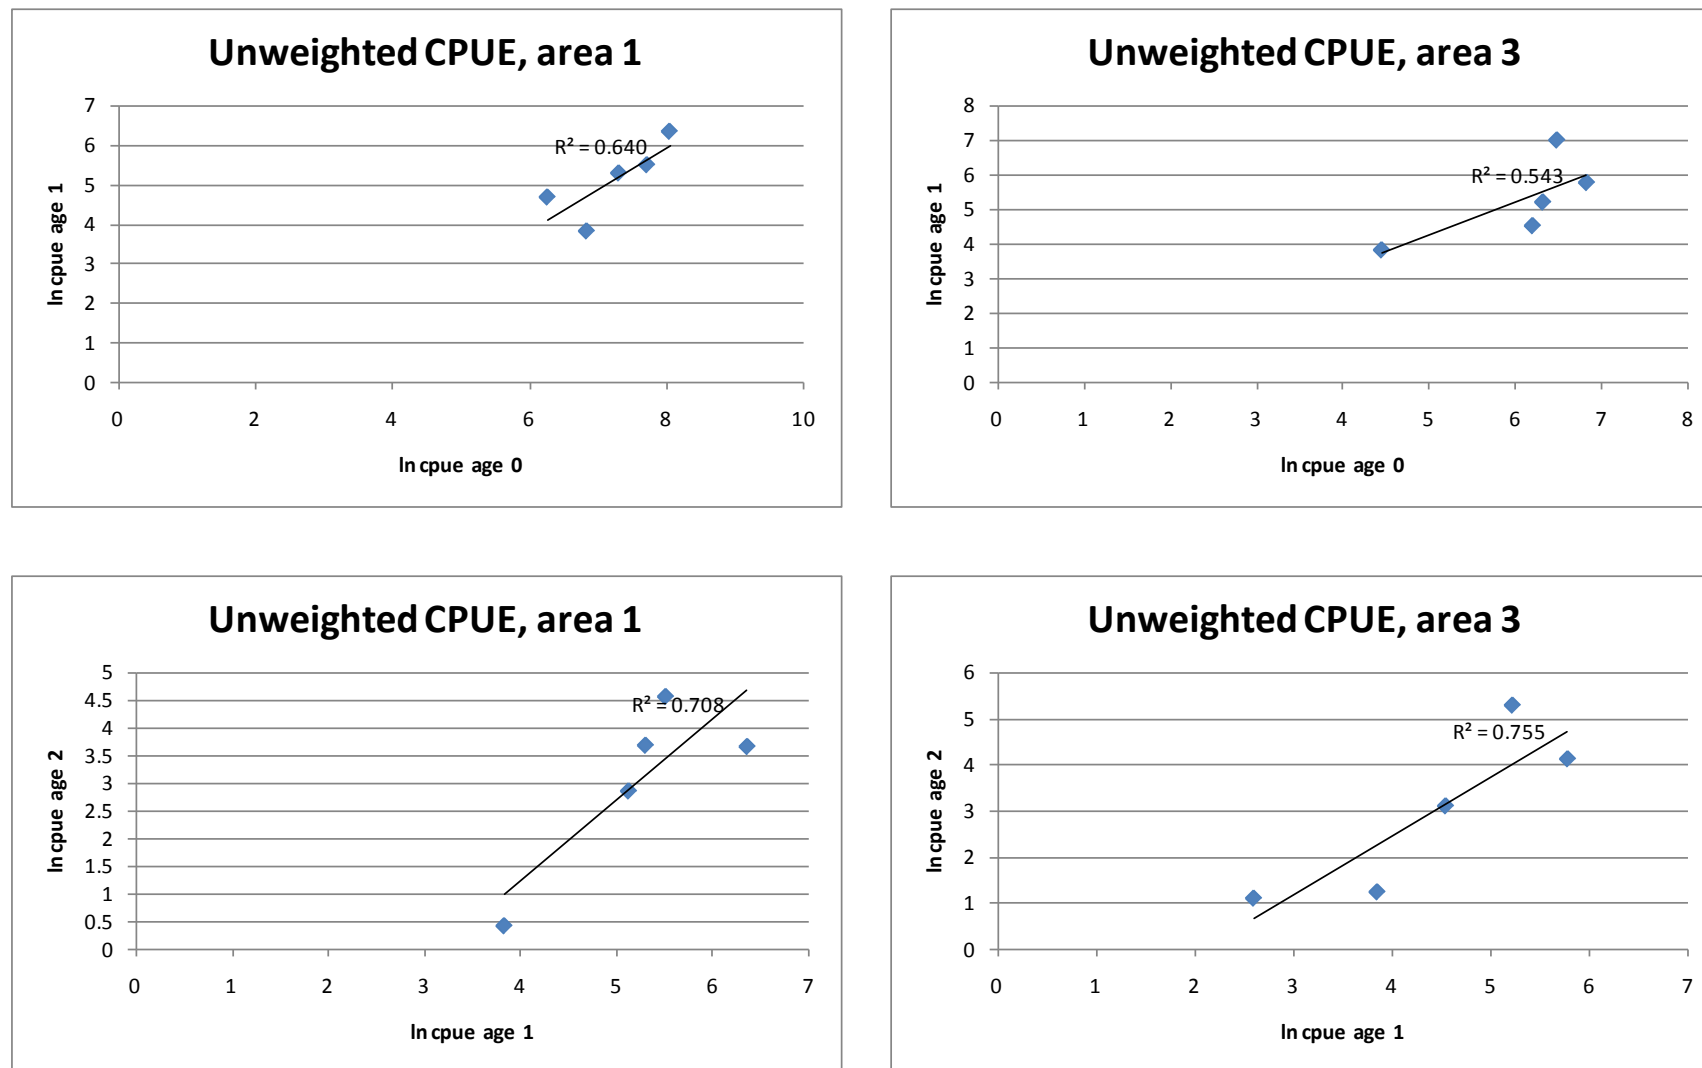 Unweighted CPUE, area 1
7
6
5
4
3
2
1
0
R² = 0.640
0 2 4 6 8 10
ln cpue age 1
ln cpue age 0
Unweighted CPUE, area 3
8
7
6
5
4
3
2
1
0
R² = 0.543
0 1 2 3 4 5 6 7 8
ln cpue age 1
ln cpue age 0
Unweighted CPUE, area 1
5
4.5
4
3.5
3
2.5
2
1.5
1
0.5
0
R² = 0.708
0 1 2 3 4 5 6 7
ln cpue age 2
ln cpue age 1
Unweighted CPUE, area 3
6
5
4
3
2
1
0
R² = 0.755
0 1 2 3 4 5 6 7
ln cpue age 2
ln cpue age 1